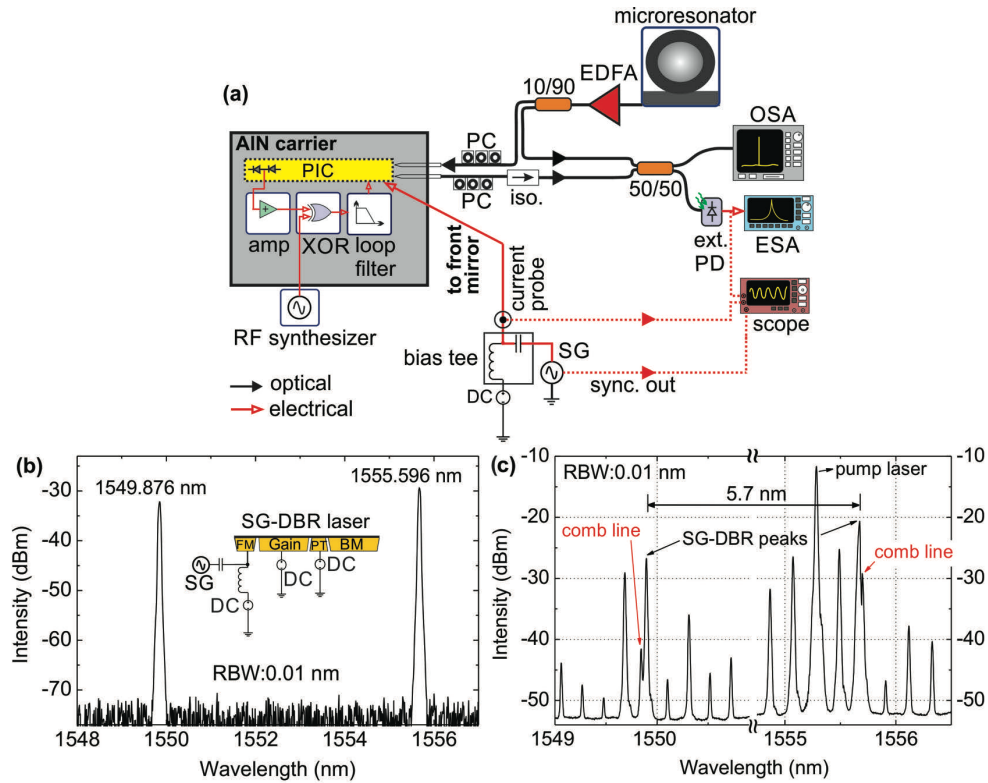 microresonator
(a)
EDFA
10/90
OSA
AlN carrier
PC
PIC
50/50
PC
iso.
amp
XOR
loop
filter
ext.
PD
ESA
to front
mirror
current
probe
scope
RF synthesizer
bias tee
SG
sync. out
DC
optical
electrical
(b)
1549.876 nm
1555.596 nm
SG-DBR laser
FM
Gain
PT
BM
SG
DC
DC
DC
RBW:0.01 nm
Intensity (dBm)
-30
-40
-50
-60
-70
1548
1550
1552
1554
1556
Wavelength (nm)
(c)
RBW:0.01 nm
pump laser
5.7 nm
comb line
SG-DBR peaks
comb line
Intensity (dBm)
-10
-20
-30
-40
-50
-10
-20
-30
-40
-50
1549
1550
1555
1556
Wavelength (nm)